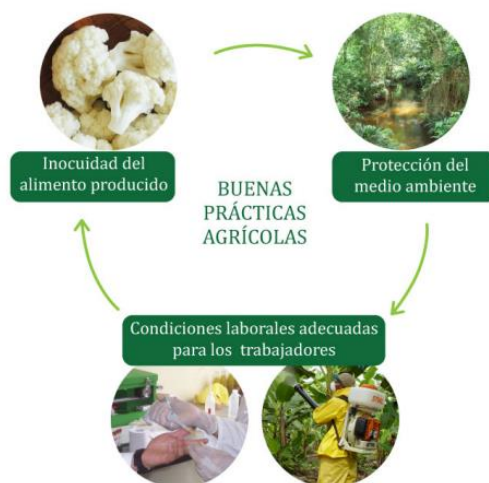 Inocuidad del
alimento producido
Protección del
medio ambiente
BUENAS
PRÁCTICAS
AGRÍCOLAS
Condiciones laborales adecuadas
para los trabajadores